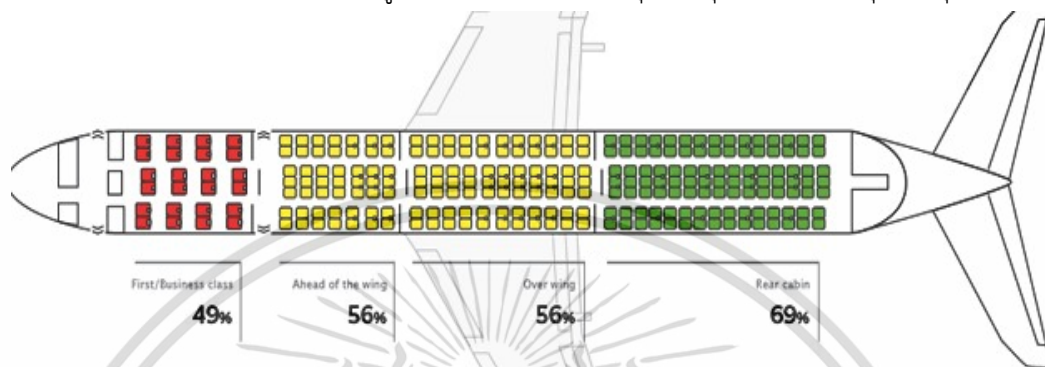 First/Business class
49%
Ahead of the wing
56%
Over wing
56%
Rear cabin
69%